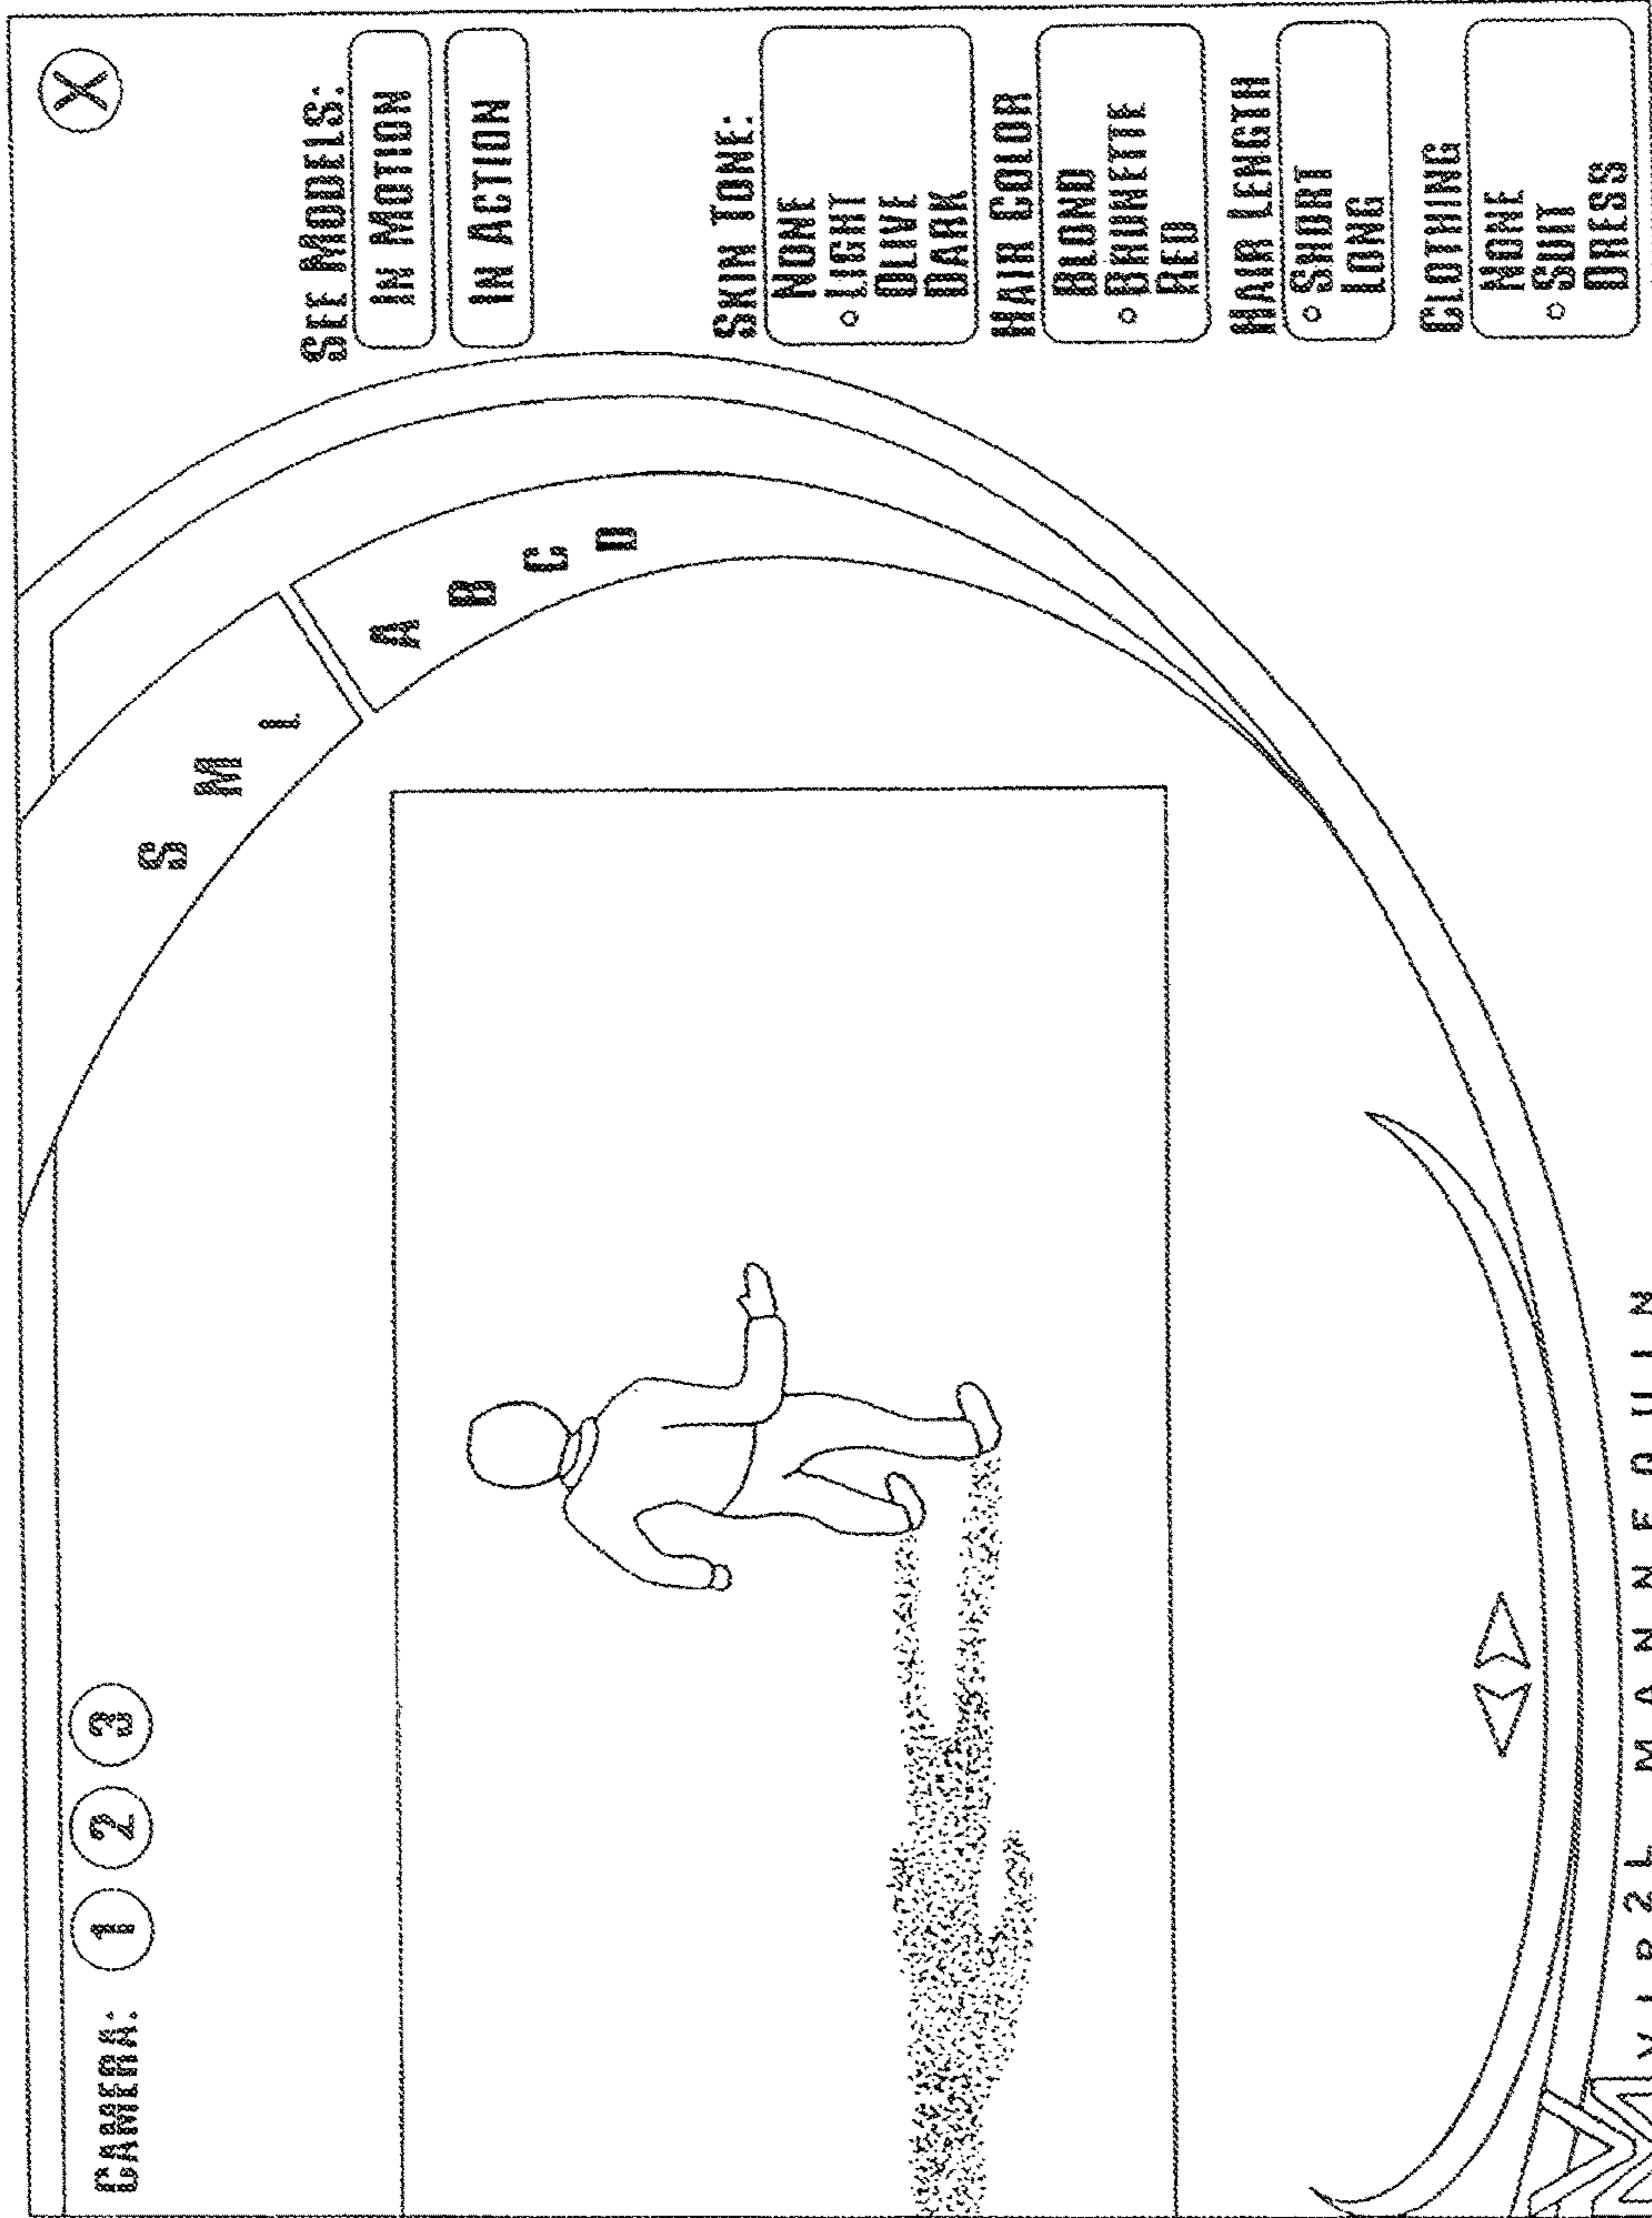 CAMERA: 1 2 3
X
S M L
A B C D
SEE MODELS:
IN MOTION
IN ACTION
SKIN TONE:
NONE
LIGHT
OLIVE
DARK
HAIR COLOR
BLOND
BRUNETTE
RED
HAIR LENGTH
SHORT
LONG
CLOTHING
NONE
SUIT
DRESS
MANNEQUIN